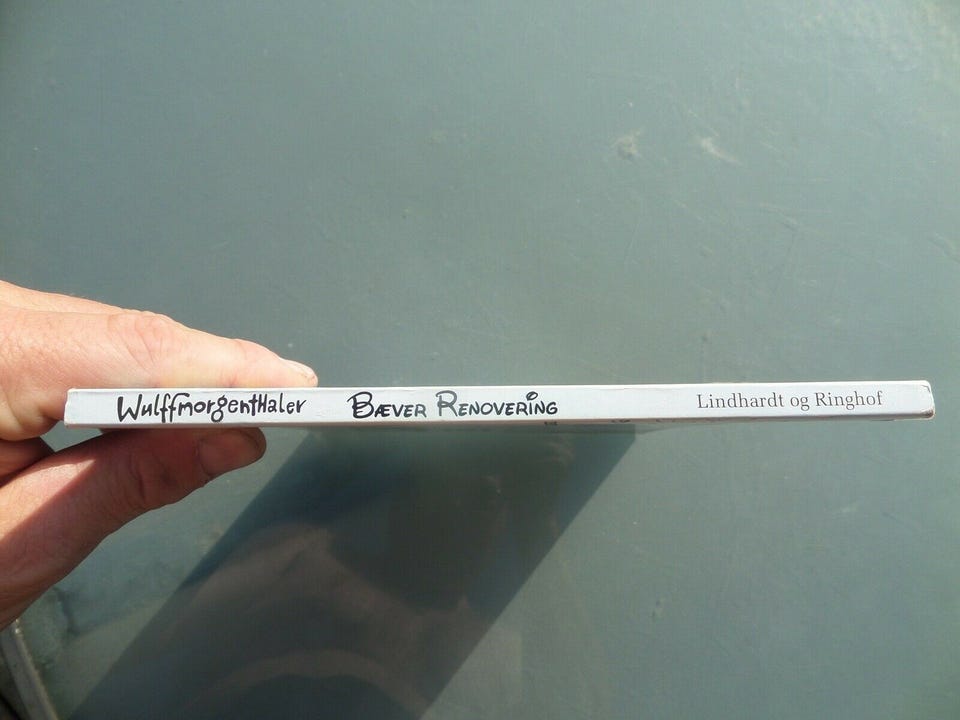 Wulffmorgenthaler Bæver Renovering Lindhardt og Ringhof